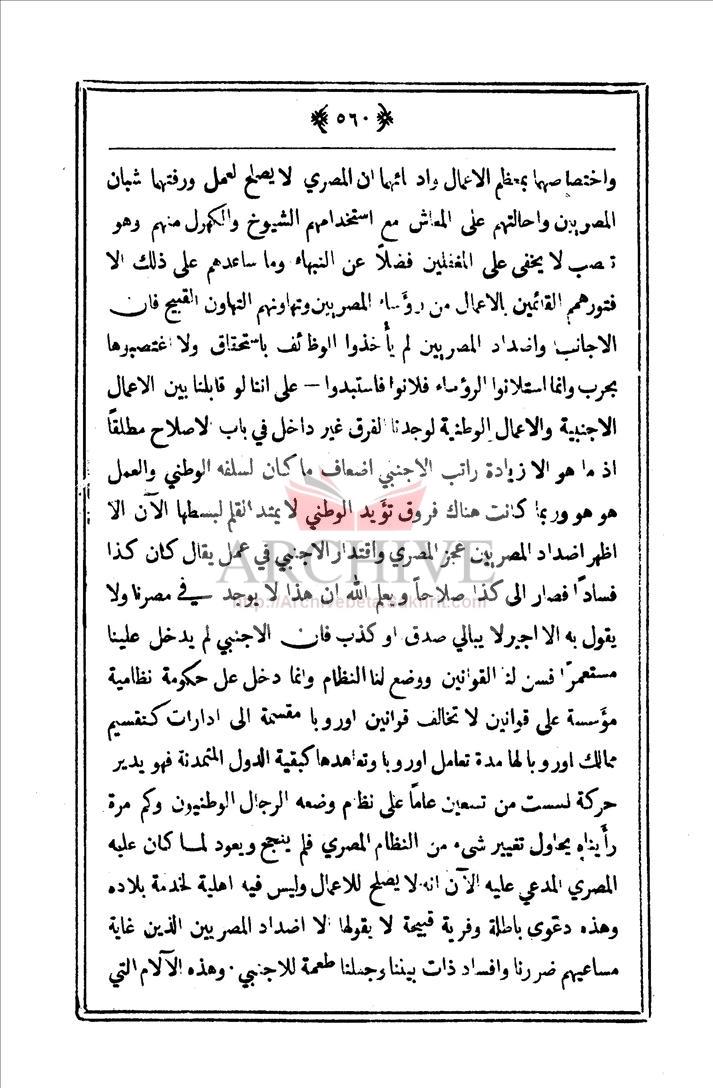 ﴿ ٥٦٠ ﴾
واختصاصهما بمعظم الاعمال وادعائهما ان المصري لا يصلح لعمل ورفتهما شبان
المصريين واحالتهم على المعاش مع استخدامهم الشيوخ والكهول منهم وهو
تعصب لا يخفى على المغفلين فضلاً عن النبهاء وما ساعدهم على ذلك الا
فتورهمم القائمين بالاعمال من رؤساء المصريين وتهاونهم التهاون القبيح فان
الاجانب واضداد المصريين لم يأخذوا الوظائف باستحقاق ولا اغتصبوها
بحرب وانما استلانوا الرؤساء فلانوا فاستبدوا – على اننا لو قابلنا بين الاعمال
الاجنبية والاعمال الوطنية لوجدنا الفرق غير داخل في باب الاصلاح مطلقاً
اذ ما هو الا زيادة راتب الاجنبي اضعاف ما كان لسلفه الوطني والعمل
هو هو وربما كانت هناك فروق تؤيد الوطني لا يمتد القلم لبسطها الآن الا
اظهر اضداد المصريين عجز المصري واقتدار الاجنبي في عمل يقال كان كذا
فساداً فصار الى كذا صلاحاً ويعلم الله ان هذا لا يوجد في مصرنا ولا
يقول به الا اجير لا يبالي صدق او كذب فان الاجنبي لم يدخل علينا
مستعمراً فسن لنا القوانين ووضع لنا النظام وانما دخل على حكومة نظامية
مؤسسة على قوانين لا تخالف قوانين اوروبا مقسمة الى ادارات كتقسيم
ممالك اوروبا لها مدة تعامل اوروبا وتعاهدها كبقية الدول المتمدنة فهو يدير
حركة اسست من تسعين عاماً على نظام وضعه الرجال الوطنيون وكم مرة
رأيناه يحاول تغيير شيء من النظام المصري فلم ينجح ويعود لما كان عليه
المصري المدعي عليه الآن انه لا يصلح للاعمال وليس فيه اهلية لخدمة بلاده
وهذه دعوى باطلة وفرية قبيحة لا يقولها الا اضداد المصريين الذين غاية
مساعيهم ضررنا وافساد ذات بيننا وجعلنا طعمة للاجنبي . وهذه الآلام التي
ARCHIVE
http://Archivebeta.Sakhrit.com